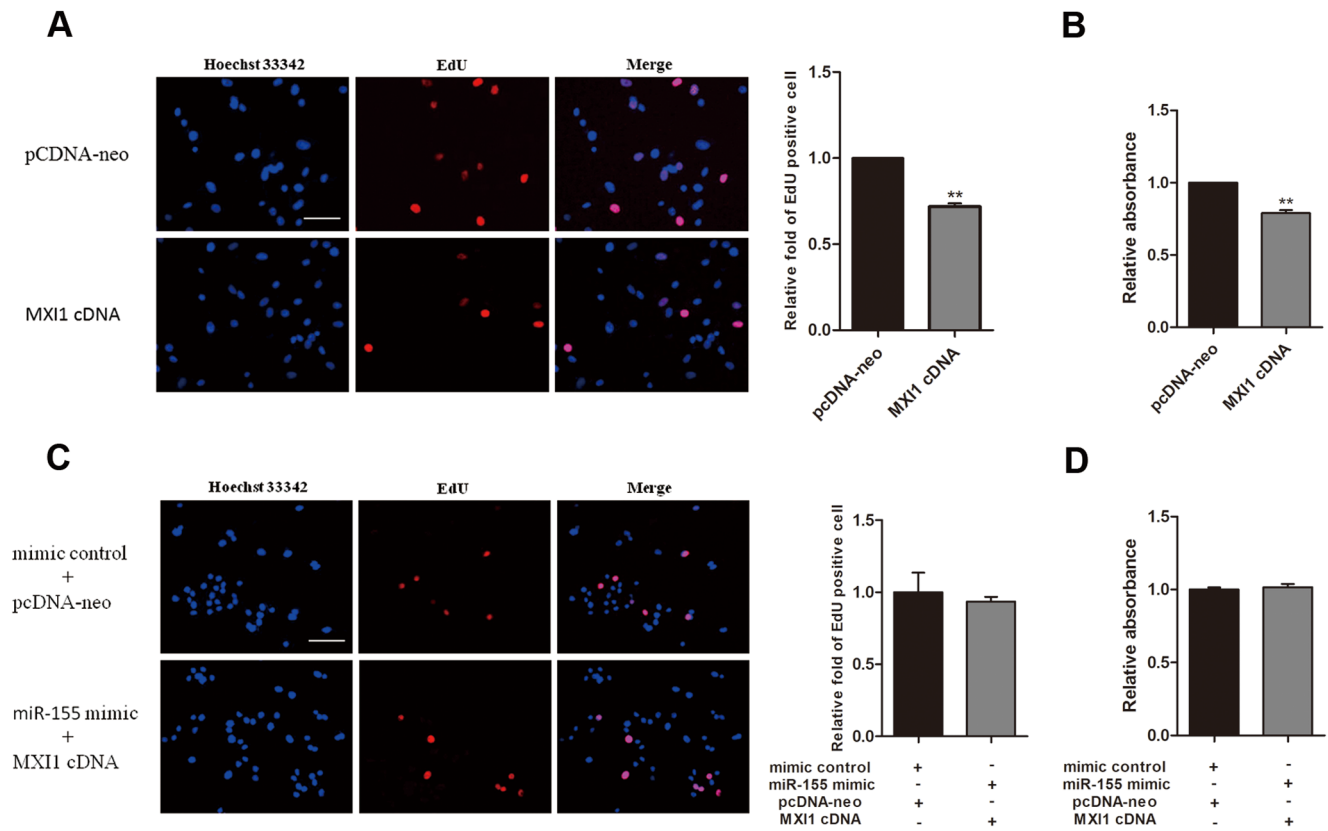 A
B
Hoechst 33342 EdU Merge
pCDNA-neo
MXI1 cDNA
Relative fold of EdU positive cell
1.5
1.0
0.5
0.0
**
pcDNA-neo
MXI1 cDNA
Relative absorbance
1.5
1.0
0.5
0.0
**
pcDNA-neo
MXI1 cDNA
C
D
Hoechst 33342 EdU Merge
mimic control
+
pcDNA-neo
miR-155 mimic
+
MXI1 cDNA
Relative fold of EdU positive cell
1.5
1.0
0.5
0.0
mimic control + -
miR-155 mimic - +
pcDNA-neo + -
MXI1 cDNA - +
Relative absorbance
1.5
1.0
0.5
0.0
mimic control + -
miR-155 mimic - +
pcDNA-neo + -
MXI1 cDNA - +